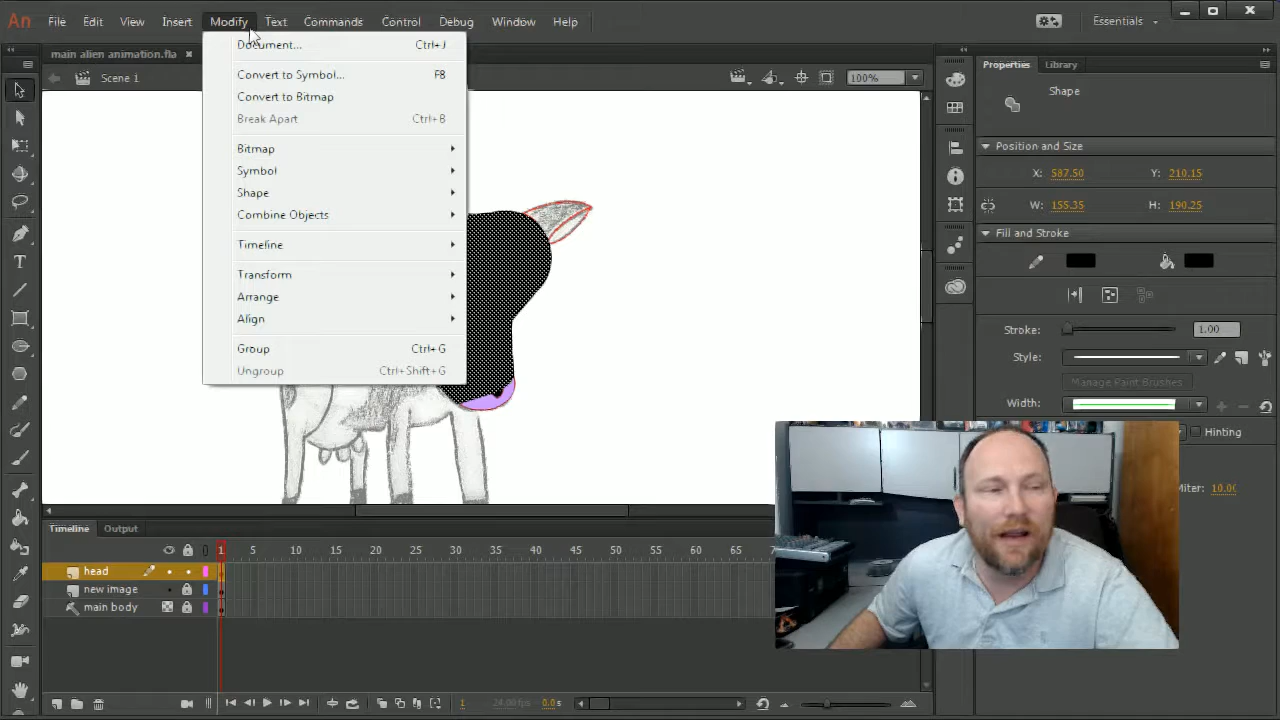 An File Edit View Insert Modify Text Commands Control Debug Window Help Essentials
main alien animation.fla
Scene 1
100%
Document... Ctrl+J
Convert to Symbol... F8
Convert to Bitmap
Break Apart Ctrl+B
Bitmap
Symbol
Shape
Combine Objects
Timeline
Transform
Arrange
Align
Group Ctrl+G
Ungroup Ctrl+Shift+G
Properties Library
Shape
Position and Size
X: 587.50 Y: 210.15
W: 155.35 H: 190.25
Fill and Stroke
Stroke: 1.00
Style:
Manage Paint Brushes
Width:
Hinting
Miter: 10.00
Timeline Output
1 5 10 15 20 25 30 35 40 45 50 55 60 65
head
new image
main body
1 24.00 fps 0.0 s